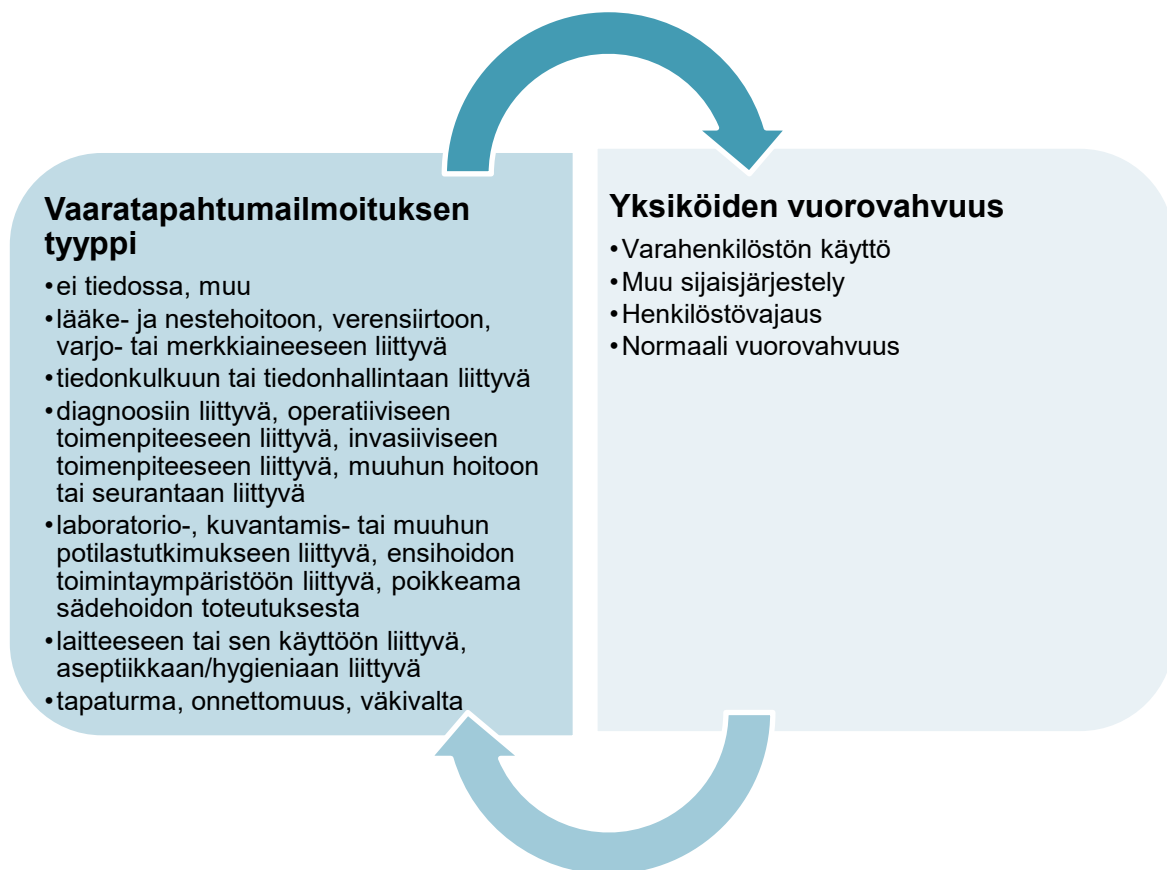 Vaaratapahtumailmoituksen
tyyppi
•ei tiedossa, muu
•lääke- ja nestehoitoon, verensiirtoon,
varjo- tai merkkiaineeseen liittyvä
•tiedonkulkuun tai tiedonhallintaan liittyvä
•diagnoosiin liittyvä, operatiiviseen
toimenpiteeseen liittyvä, invasiiviseen
toimenpiteeseen liittyvä, muuhun hoitoon
tai seurantaan liittyvä
•laboratorio-, kuvantamis- tai muuhun
potilastutkimukseen liittyvä, ensihoidon
toimintaympäristöön liittyvä, poikkeama
sädehoidon toteutuksesta
•laitteeseen tai sen käyttöön liittyvä,
aseptiikkaan/hygieniaan liittyvä
•tapaturma, onnettomuus, väkivalta
Yksiköiden vuorovahvuus
•Varahenkilöstön käyttö
•Muu sijaisjärjestely
•Henkilöstövajaus
•Normaali vuorovahvuus